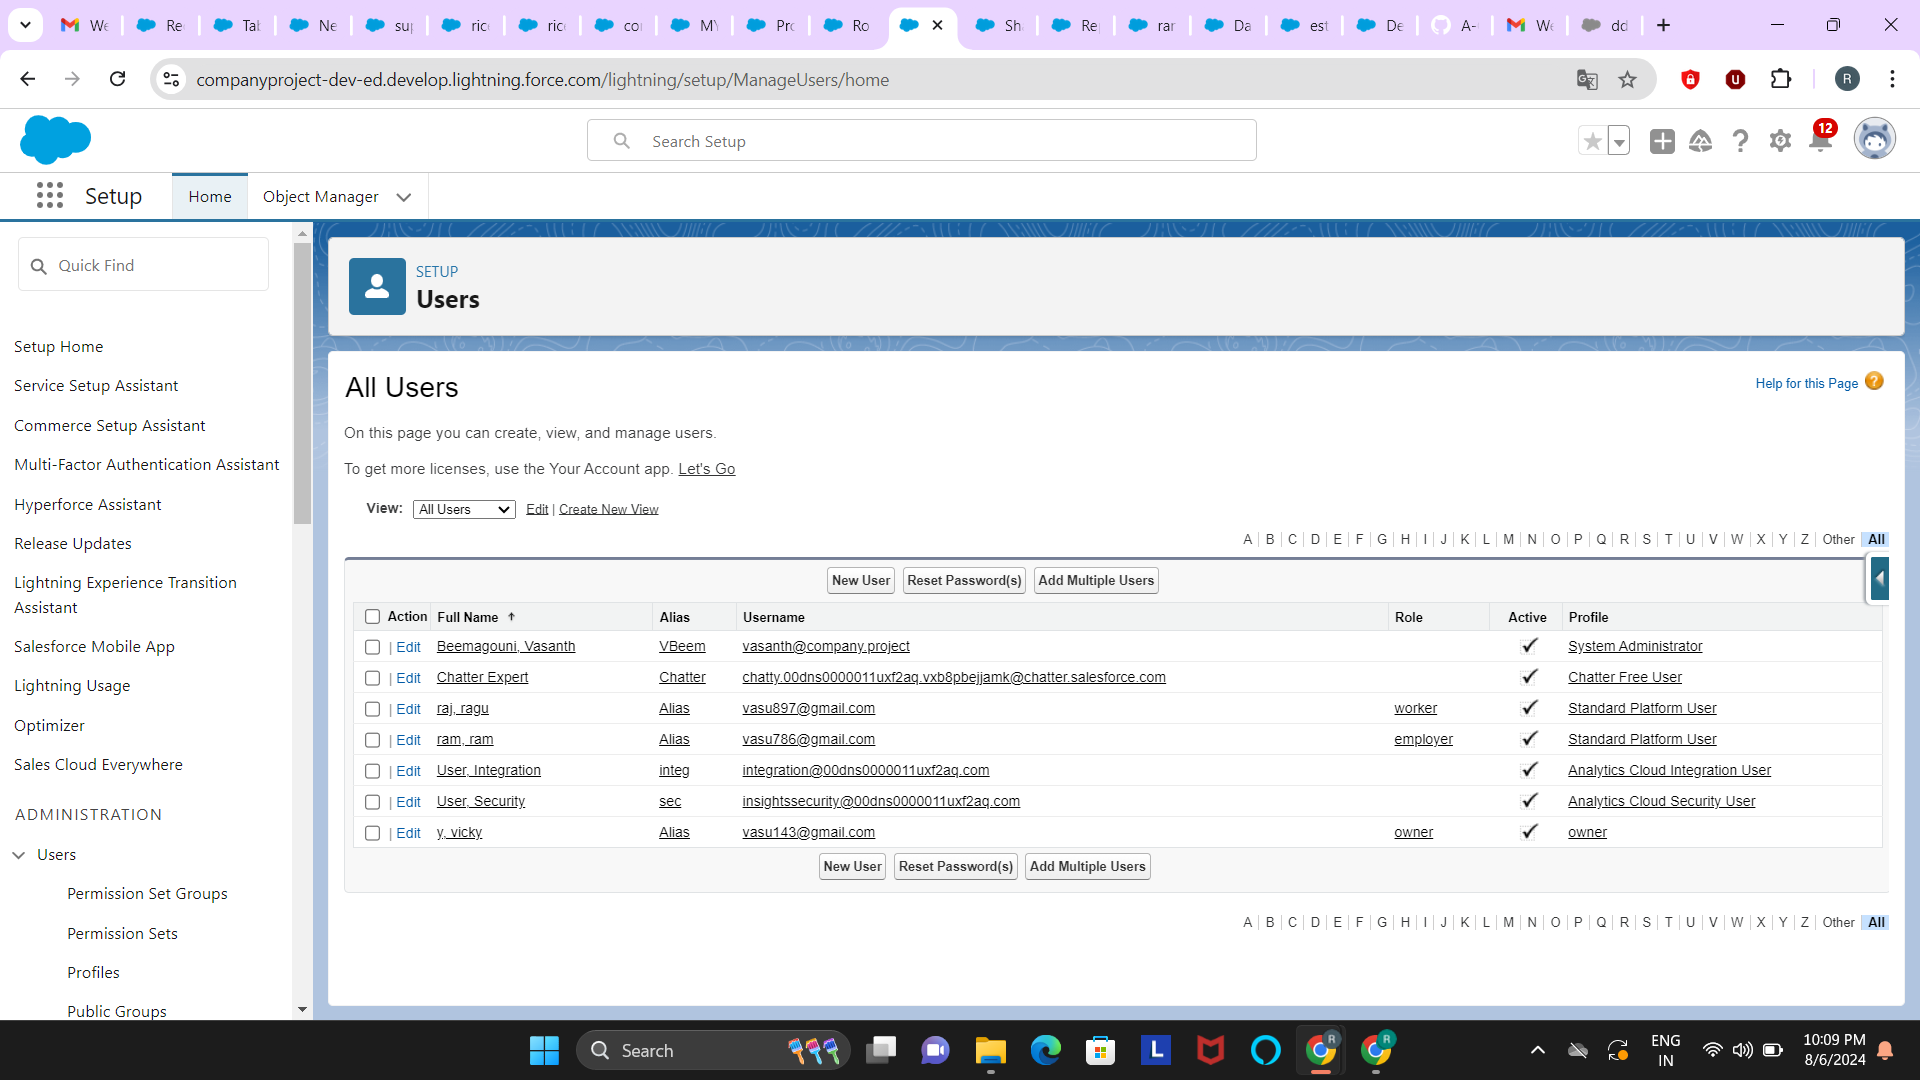 We
Re
Tab
Ne
sup
rice
rice
cor
MY
Pro
Ro
Sha
Rep
ran
Da
est
De
A-
We
dd
companyproject-dev-ed.develop.lightning.force.com/lightning/setup/ManageUsers/home
R
Search Setup
12
Setup
Home
Object Manager
Quick Find
Setup Home
Service Setup Assistant
Commerce Setup Assistant
Multi-Factor Authentication Assistant
Hyperforce Assistant
Release Updates
Lightning Experience Transition
Assistant
Salesforce Mobile App
Lightning Usage
Optimizer
Sales Cloud Everywhere
ADMINISTRATION
Users
Permission Set Groups
Permission Sets
Profiles
Public Groups
SETUP
Users
All Users
Help for this Page ?
On this page you can create, view, and manage users.
To get more licenses, use the Your Account app. Let's Go
View: All Users Edit | Create New View
A | B | C | D | E | F | G | H | I | J | K | L | M | N | O | P | Q | R | S | T | U | V | W | X | Y | Z | Other | All
New User Reset Password(s) Add Multiple Users
Action Full Name ↑ Alias Username Role Active Profile
| Edit Beemagouni, Vasanth VBeem vasanth@company.project System Administrator
| Edit Chatter Expert Chatter chatty.00dns0000011uxf2aq.vxb8pbejjamk@chatter.salesforce.com Chatter Free User
| Edit raj, ragu Alias vasu897@gmail.com worker Standard Platform User
| Edit ram, ram Alias vasu786@gmail.com employer Standard Platform User
| Edit User, Integration integ integration@00dns0000011uxf2aq.com Analytics Cloud Integration User
| Edit User, Security sec insightssecurity@00dns0000011uxf2aq.com Analytics Cloud Security User
| Edit y, vicky Alias vasu143@gmail.com owner owner
New User Reset Password(s) Add Multiple Users
A | B | C | D | E | F | G | H | I | J | K | L | M | N | O | P | Q | R | S | T | U | V | W | X | Y | Z | Other | All
Search
L
R
R
ENG
IN
10:09 PM
8/6/2024